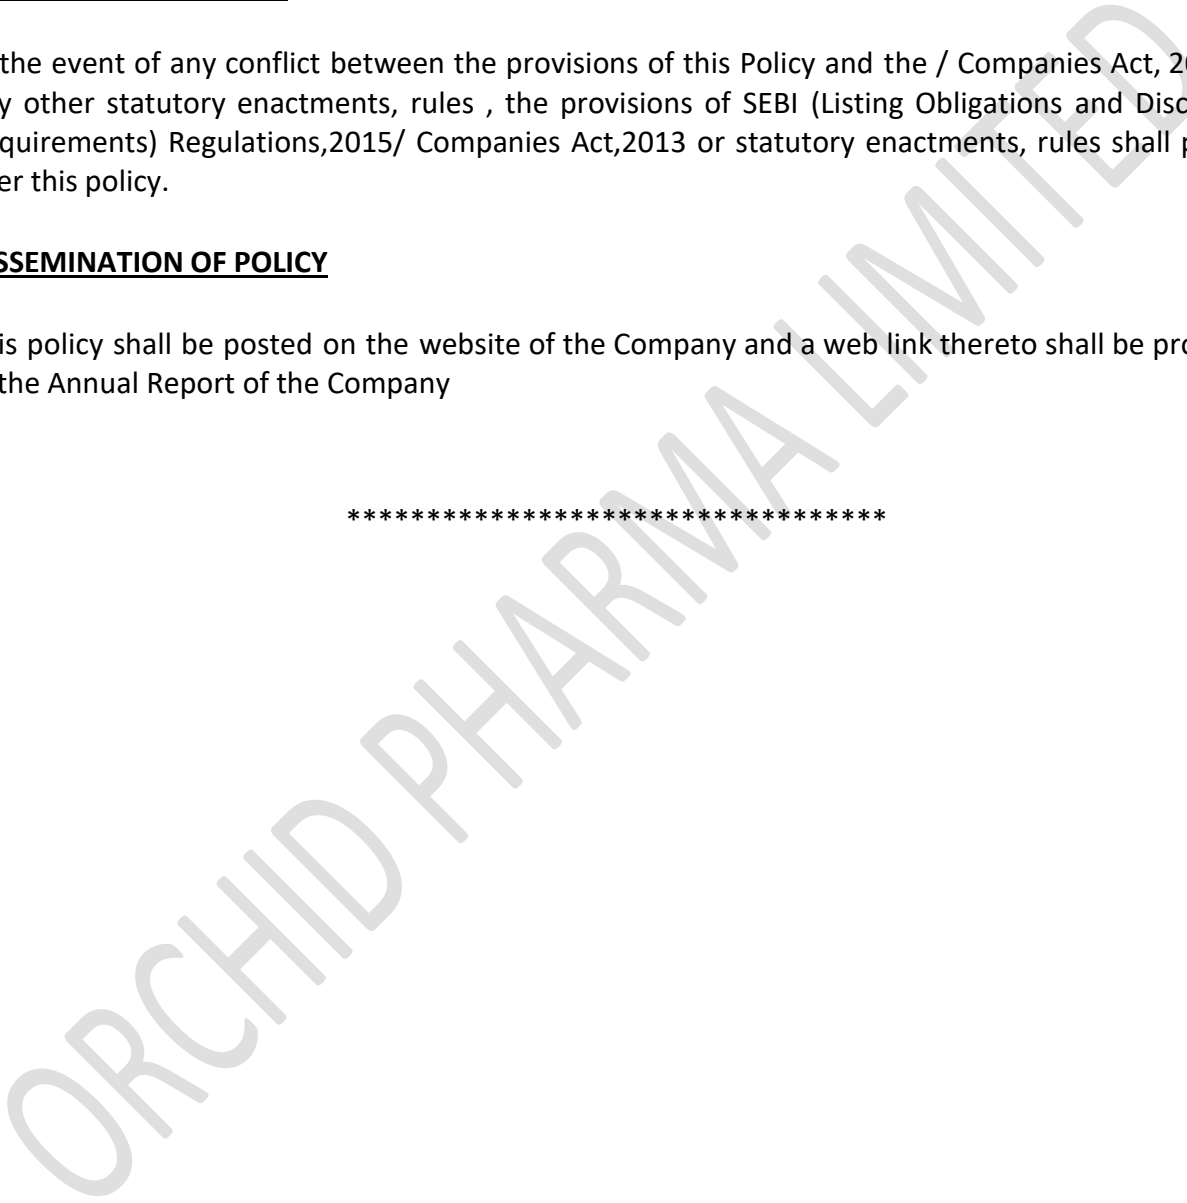 the event of any conflict between the provisions of this Policy and the / Companies Act, 20
y other statutory enactments, rules , the provisions of SEBI (Listing Obligations and Disc
quirements) Regulations,2015/ Companies Act,2013 or statutory enactments, rules shall p
er this policy.
SSEMINATION OF POLICY
is policy shall be posted on the website of the Company and a web link thereto shall be pro
the Annual Report of the Company
**********************************
ORCHID PHARMA LIMITED